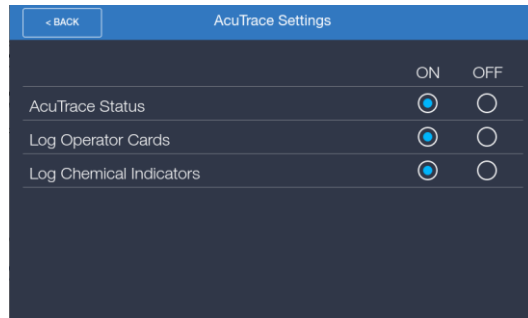 < BACK
AcuTrace Settings
ON OFF
AcuTrace Status
Log Operator Cards
Log Chemical Indicators